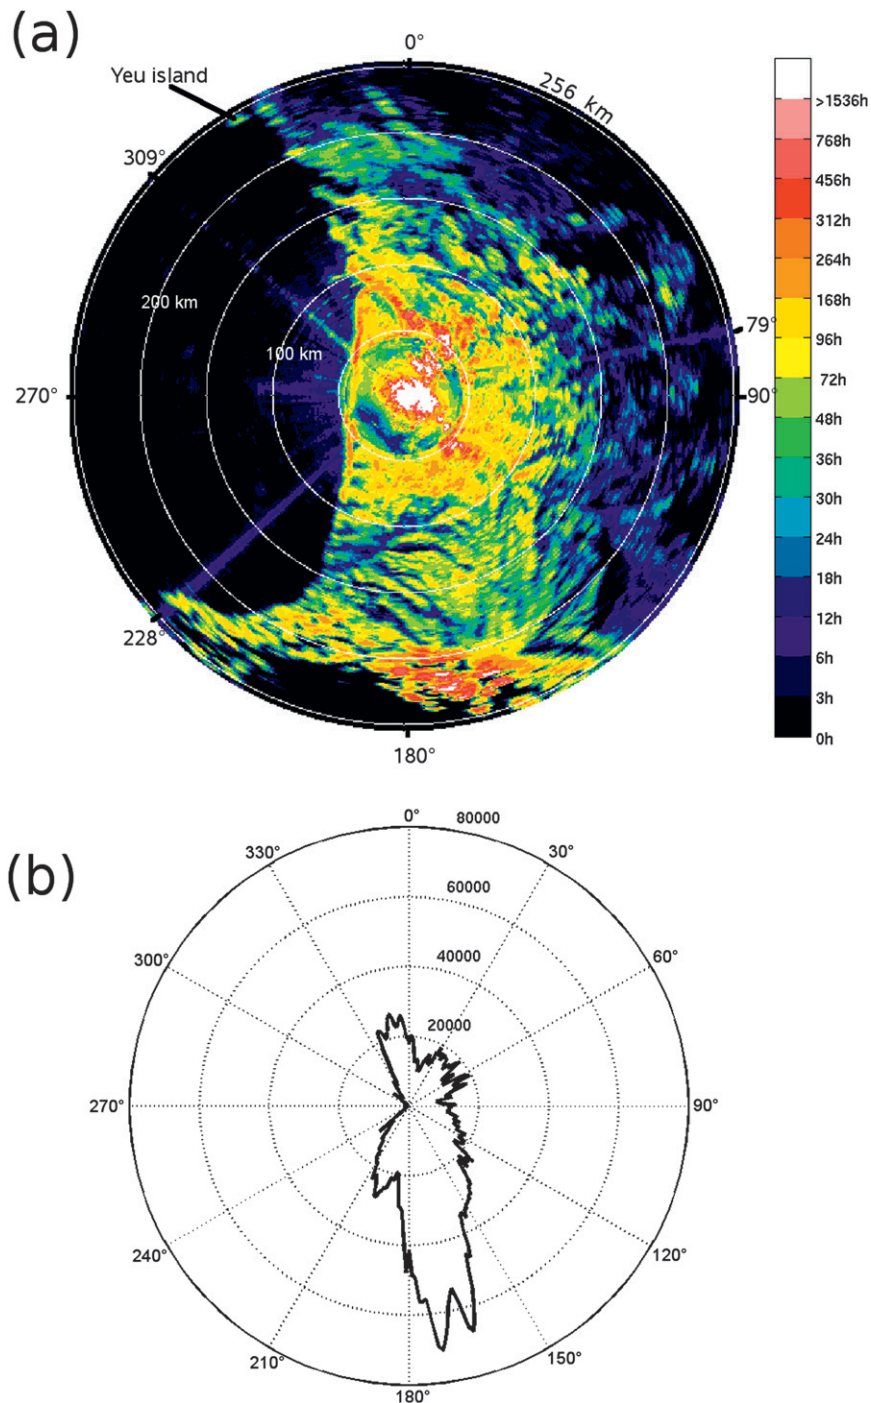 (a)
0°
Yeu island
256 km
309°
200 km
100 km
79°
270°
90°
228°
180°
>1536h
768h
456h
312h
264h
168h
96h
72h
48h
36h
30h
24h
18h
12h
6h
3h
0h
(b)
0°
80000
330°
30°
60000
300°
40000
60°
20000
270°
90°
240°
120°
210°
150°
180°